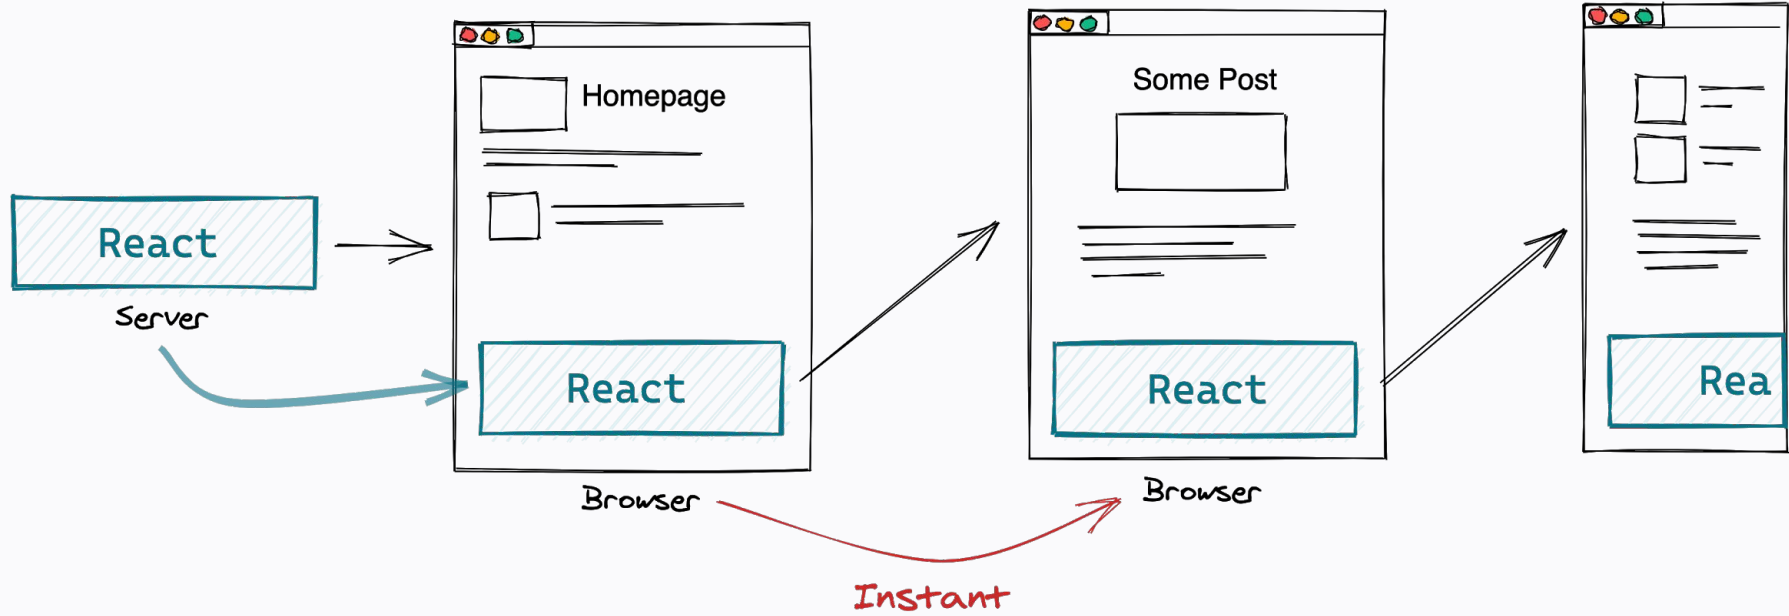 React
Server
Homepage
React
Browser
Some Post
React
Browser
Rea
Instant